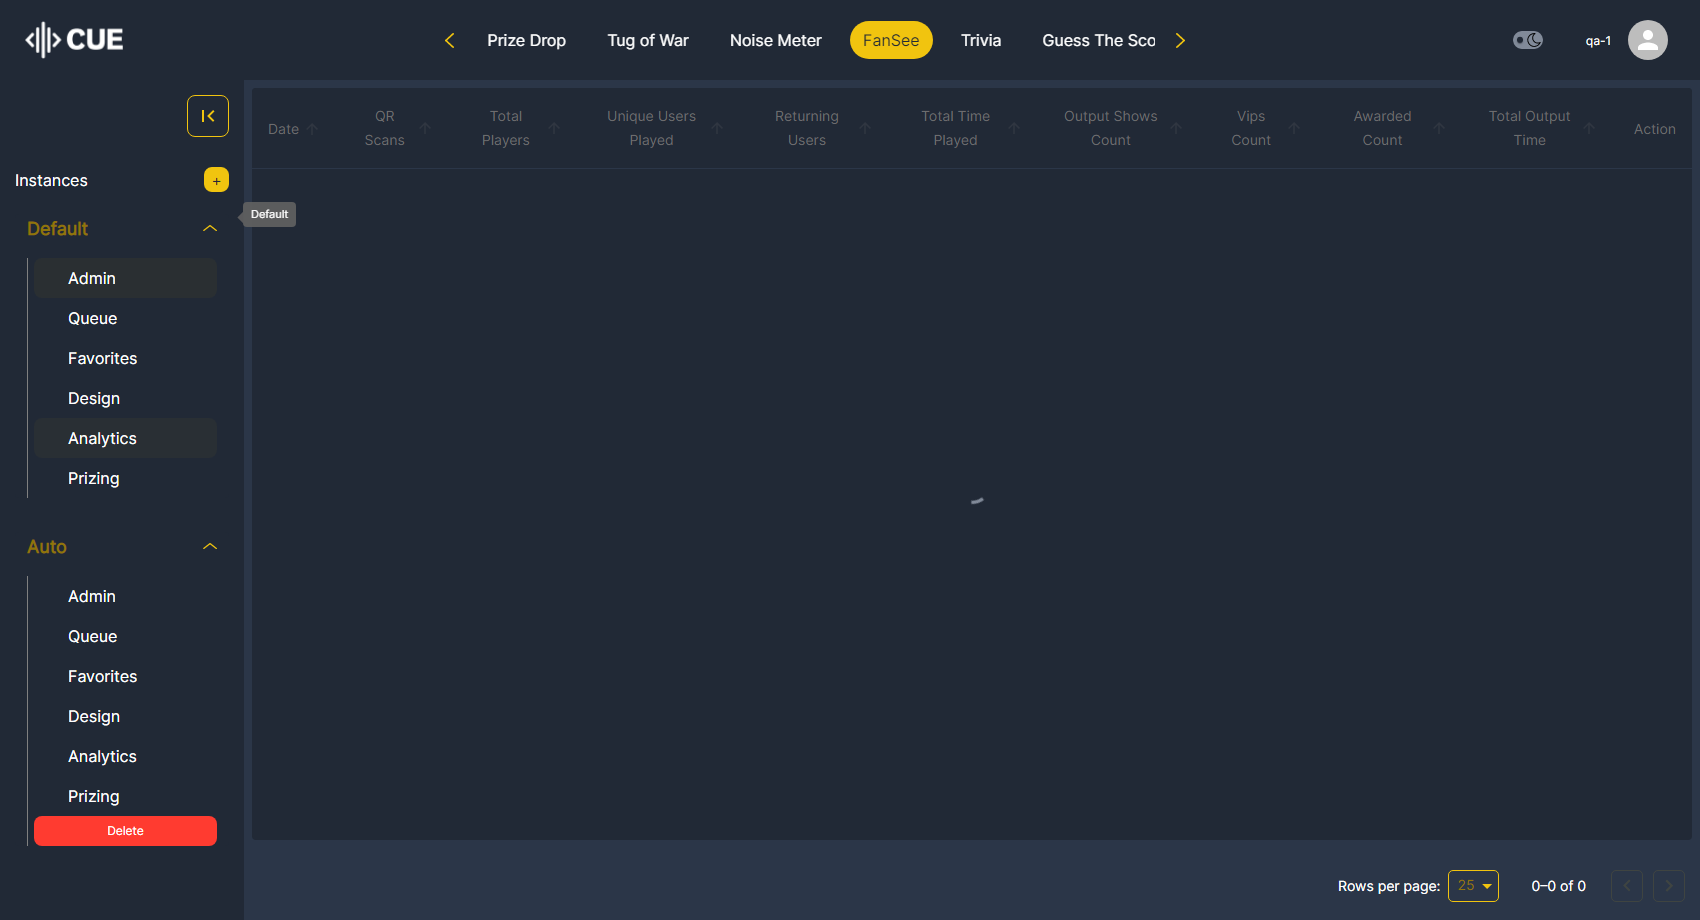 CUE
Prize Drop
Tug of War
Noise Meter
FanSee
Trivia
Guess The Sco
qa-1
Instances
+
Default
Default
Admin
Queue
Favorites
Design
Analytics
Prizing
Auto
Admin
Queue
Favorites
Design
Analytics
Prizing
Delete
Date
QR
Scans
Total
Players
Unique Users
Played
Returning
Users
Total Time
Played
Output Shows
Count
Vips
Count
Awarded
Count
Total Output
Time
Action
Rows per page:
25
0–0 of 0